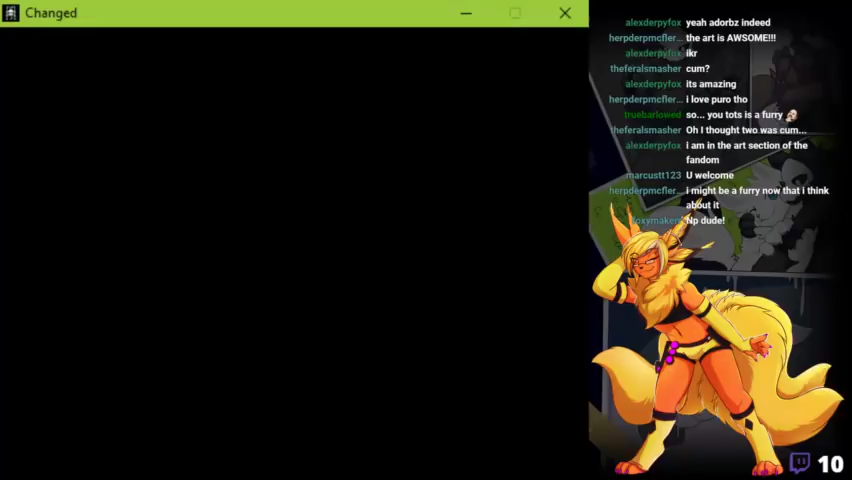 Changed
alexderpyfox yeah adorbz indeed
herpderpmcfler... the art is AWSOME!!!
alexderpyfox ikr
theferalsmasher cum?
alexderpyfox its amazing
herpderpmcfler... i love puro tho
truebarlowed so... you tots is a furry
theferalsmasher Oh I thought two was cum...
alexderpyfox i am in the art section of the
fandom
marcustt123 U welcome
herpderpmcfler... i might be a furry now that i think
about it
foxymaken Np dude!
10